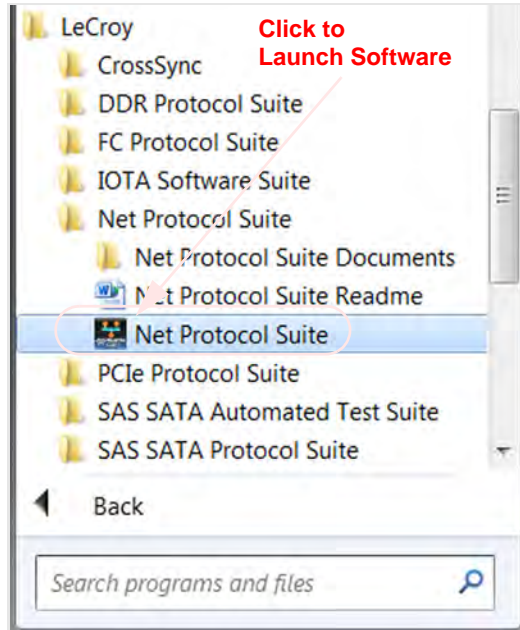 LeCroy
Click to
Launch Software
CrossSync
DDR Protocol Suite
FC Protocol Suite
IOTA Software Suite
Net Protocol Suite
Net Protocol Suite Documents
Net Protocol Suite Readme
Net Protocol Suite
PCIe Protocol Suite
SAS SATA Automated Test Suite
SAS SATA Protocol Suite
Back
Search programs and files